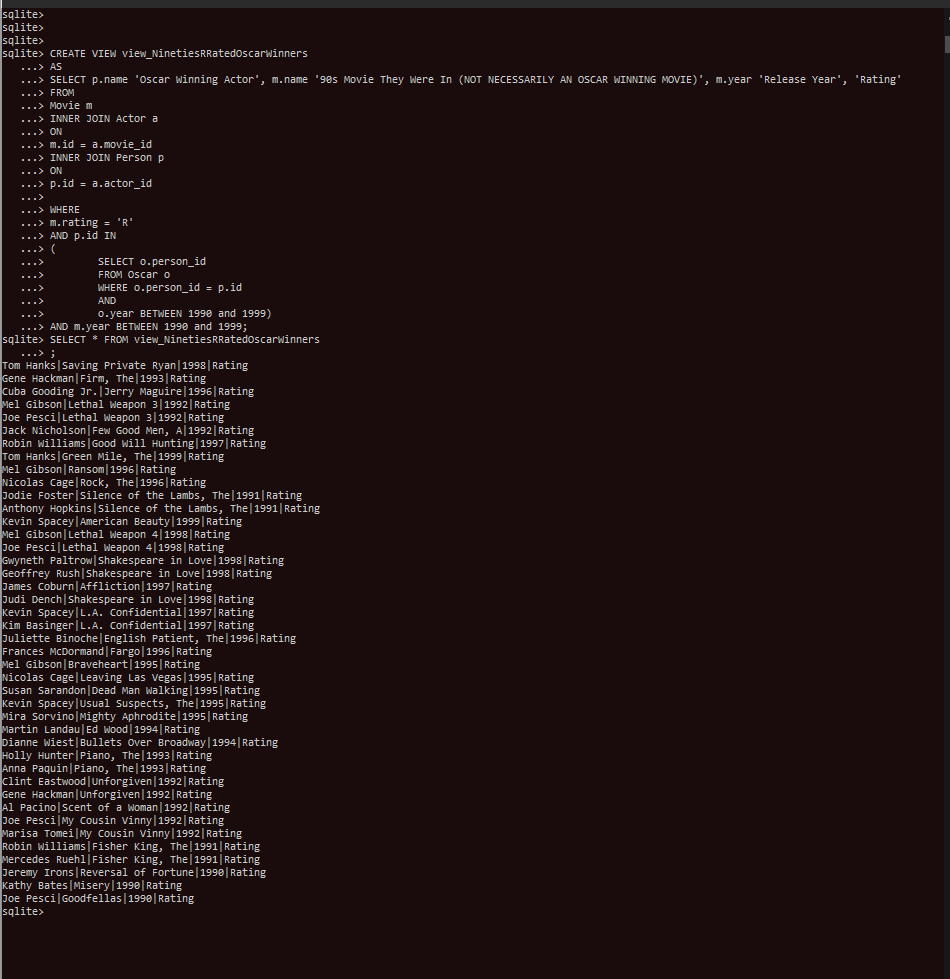 sqlite>
sqlite>
sqlite>
sqlite> CREATE VIEW view_NinetiesRRatedOscarWinners
...> AS
...> SELECT p.name 'Oscar Winning Actor', m.name '90s Movie They Were In (NOT NECESSARILY AN OSCAR WINNING MOVIE)', m.year 'Release Year', 'Rating'
...> FROM
...> Movie m
...> INNER JOIN Actor a
...> ON
...> m.id = a.movie_id
...> INNER JOIN Person p
...> ON
...> p.id = a.actor_id
...>
...> WHERE
...> m.rating = 'R'
...> AND p.id IN
...> (
...> SELECT o.person_id
...> FROM Oscar o
...> WHERE o.person_id = p.id
...> AND
...> o.year BETWEEN 1990 and 1999)
...> AND m.year BETWEEN 1990 and 1999;
sqlite> SELECT * FROM view_NinetiesRRatedOscarWinners
...> ;
Tom Hanks|Saving Private Ryan|1998|Rating
Gene Hackman|Firm, The|1993|Rating
Cuba Gooding Jr.|Jerry Maguire|1996|Rating
Mel Gibson|Lethal Weapon 3|1992|Rating
Joe Pesci|Lethal Weapon 3|1992|Rating
Jack Nicholson|Few Good Men, A|1992|Rating
Robin Williams|Good Will Hunting|1997|Rating
Tom Hanks|Green Mile, The|1999|Rating
Mel Gibson|Ransom|1996|Rating
Nicolas Cage|Rock, The|1996|Rating
Jodie Foster|Silence of the Lambs, The|1991|Rating
Anthony Hopkins|Silence of the Lambs, The|1991|Rating
Kevin Spacey|American Beauty|1999|Rating
Mel Gibson|Lethal Weapon 4|1998|Rating
Joe Pesci|Lethal Weapon 4|1998|Rating
Gwyneth Paltrow|Shakespeare in Love|1998|Rating
Geoffrey Rush|Shakespeare in Love|1998|Rating
James Coburn|Affliction|1997|Rating
Judi Dench|Shakespeare in Love|1998|Rating
Kevin Spacey|L.A. Confidential|1997|Rating
Kim Basinger|L.A. Confidential|1997|Rating
Juliette Binoche|English Patient, The|1996|Rating
Frances McDormand|Fargo|1996|Rating
Mel Gibson|Braveheart|1995|Rating
Nicolas Cage|Leaving Las Vegas|1995|Rating
Susan Sarandon|Dead Man Walking|1995|Rating
Kevin Spacey|Usual Suspects, The|1995|Rating
Mira Sorvino|Mighty Aphrodite|1995|Rating
Martin Landau|Ed Wood|1994|Rating
Dianne Wiest|Bullets Over Broadway|1994|Rating
Holly Hunter|Piano, The|1993|Rating
Anna Paquin|Piano, The|1993|Rating
Clint Eastwood|Unforgiven|1992|Rating
Gene Hackman|Unforgiven|1992|Rating
Al Pacino|Scent of a Woman|1992|Rating
Joe Pesci|My Cousin Vinny|1992|Rating
Marisa Tomei|My Cousin Vinny|1992|Rating
Robin Williams|Fisher King, The|1991|Rating
Mercedes Ruehl|Fisher King, The|1991|Rating
Jeremy Irons|Reversal of Fortune|1990|Rating
Kathy Bates|Misery|1990|Rating
Joe Pesci|Goodfellas|1990|Rating
sqlite>